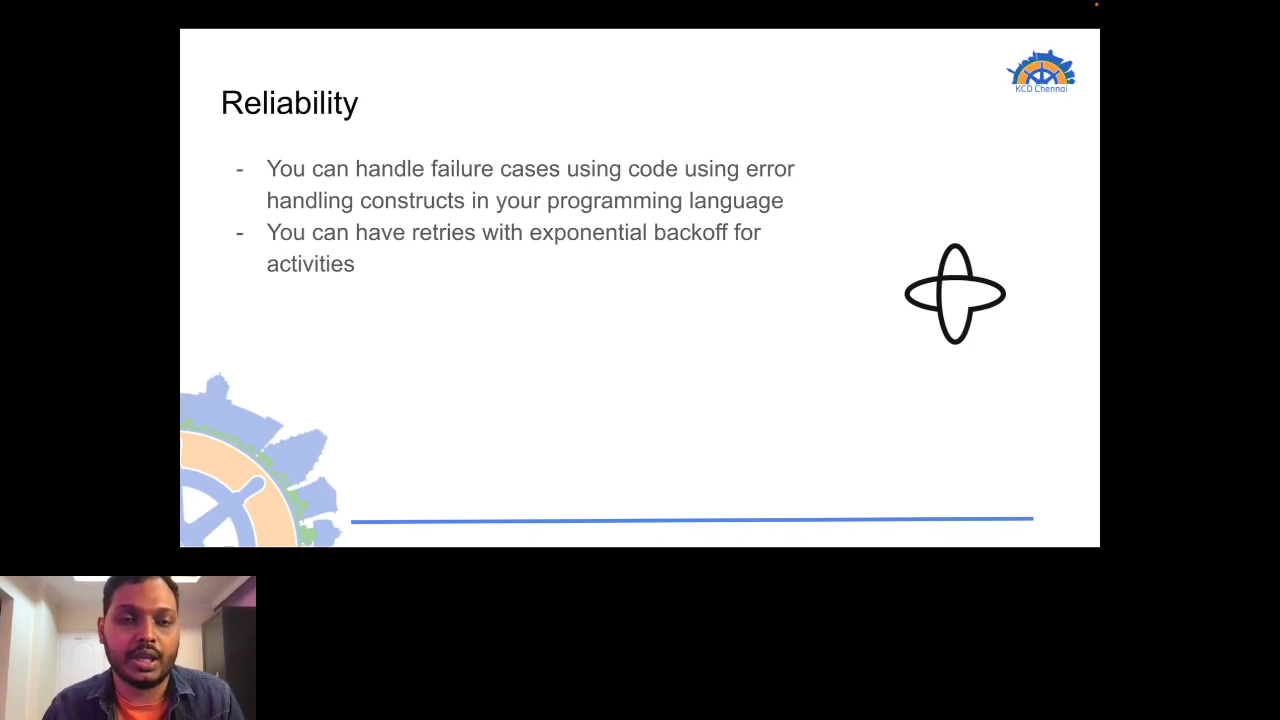 KCD Chennai
Reliability
- You can handle failure cases using code using error
handling constructs in your programming language
- You can have retries with exponential backoff for
activities